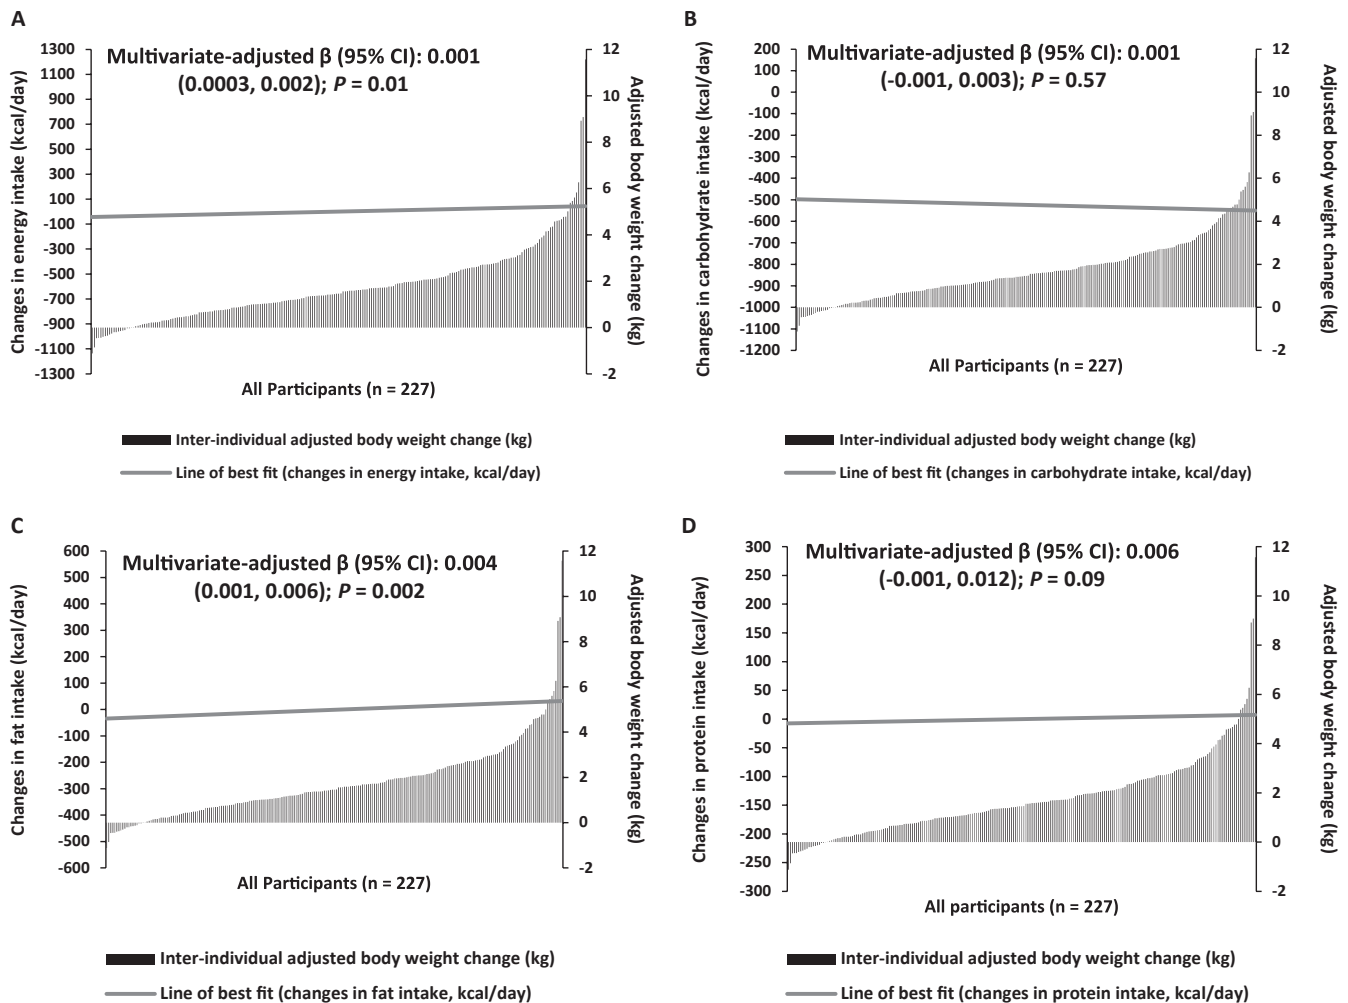 A
Multivariate-adjusted β (95% CI): 0.001
(0.0003, 0.002); P = 0.01
Changes in energy intake (kcal/day)
1300
1100
900
700
500
300
100
-100
-300
-500
-700
-900
-1100
-1300
12
10
8
6
4
2
0
-2
Adjusted body weight change (kg)
All Participants (n = 227)
Inter-individual adjusted body weight change (kg)
Line of best fit (changes in energy intake, kcal/day)
B
Multivariate-adjusted β (95% CI): 0.001
(-0.001, 0.003); P = 0.57
Changes in carbohydrate intake (kcal/day)
200
100
0
-100
-200
-300
-400
-500
-600
-700
-800
-900
-1000
-1100
-1200
12
10
8
6
4
2
0
-2
Adjusted body weight change (kg)
All Participants (n = 227)
Inter-individual adjusted body weight change (kg)
Line of best fit (changes in carbohydrate intake, kcal/day)
C
Multivariate-adjusted β (95% CI): 0.004
(0.001, 0.006); P = 0.002
Changes in fat intake (kcal/day)
600
500
400
300
200
100
0
-100
-200
-300
-400
-500
-600
12
10
8
6
4
2
0
-2
Adjusted body weight change (kg)
All Participants (n = 227)
Inter-individual adjusted body weight change (kg)
Line of best fit (changes in fat intake, kcal/day)
D
Multivariate-adjusted β (95% CI): 0.006
(-0.001, 0.012); P = 0.09
Changes in protein intake (kcal/day)
300
250
200
150
100
50
0
-50
-100
-150
-200
-250
-300
12
10
8
6
4
2
0
-2
Adjusted body weight change (kg)
All participants (n = 227)
Inter-individual adjusted body weight change (kg)
Line of best fit (changes in protein intake, kcal/day)